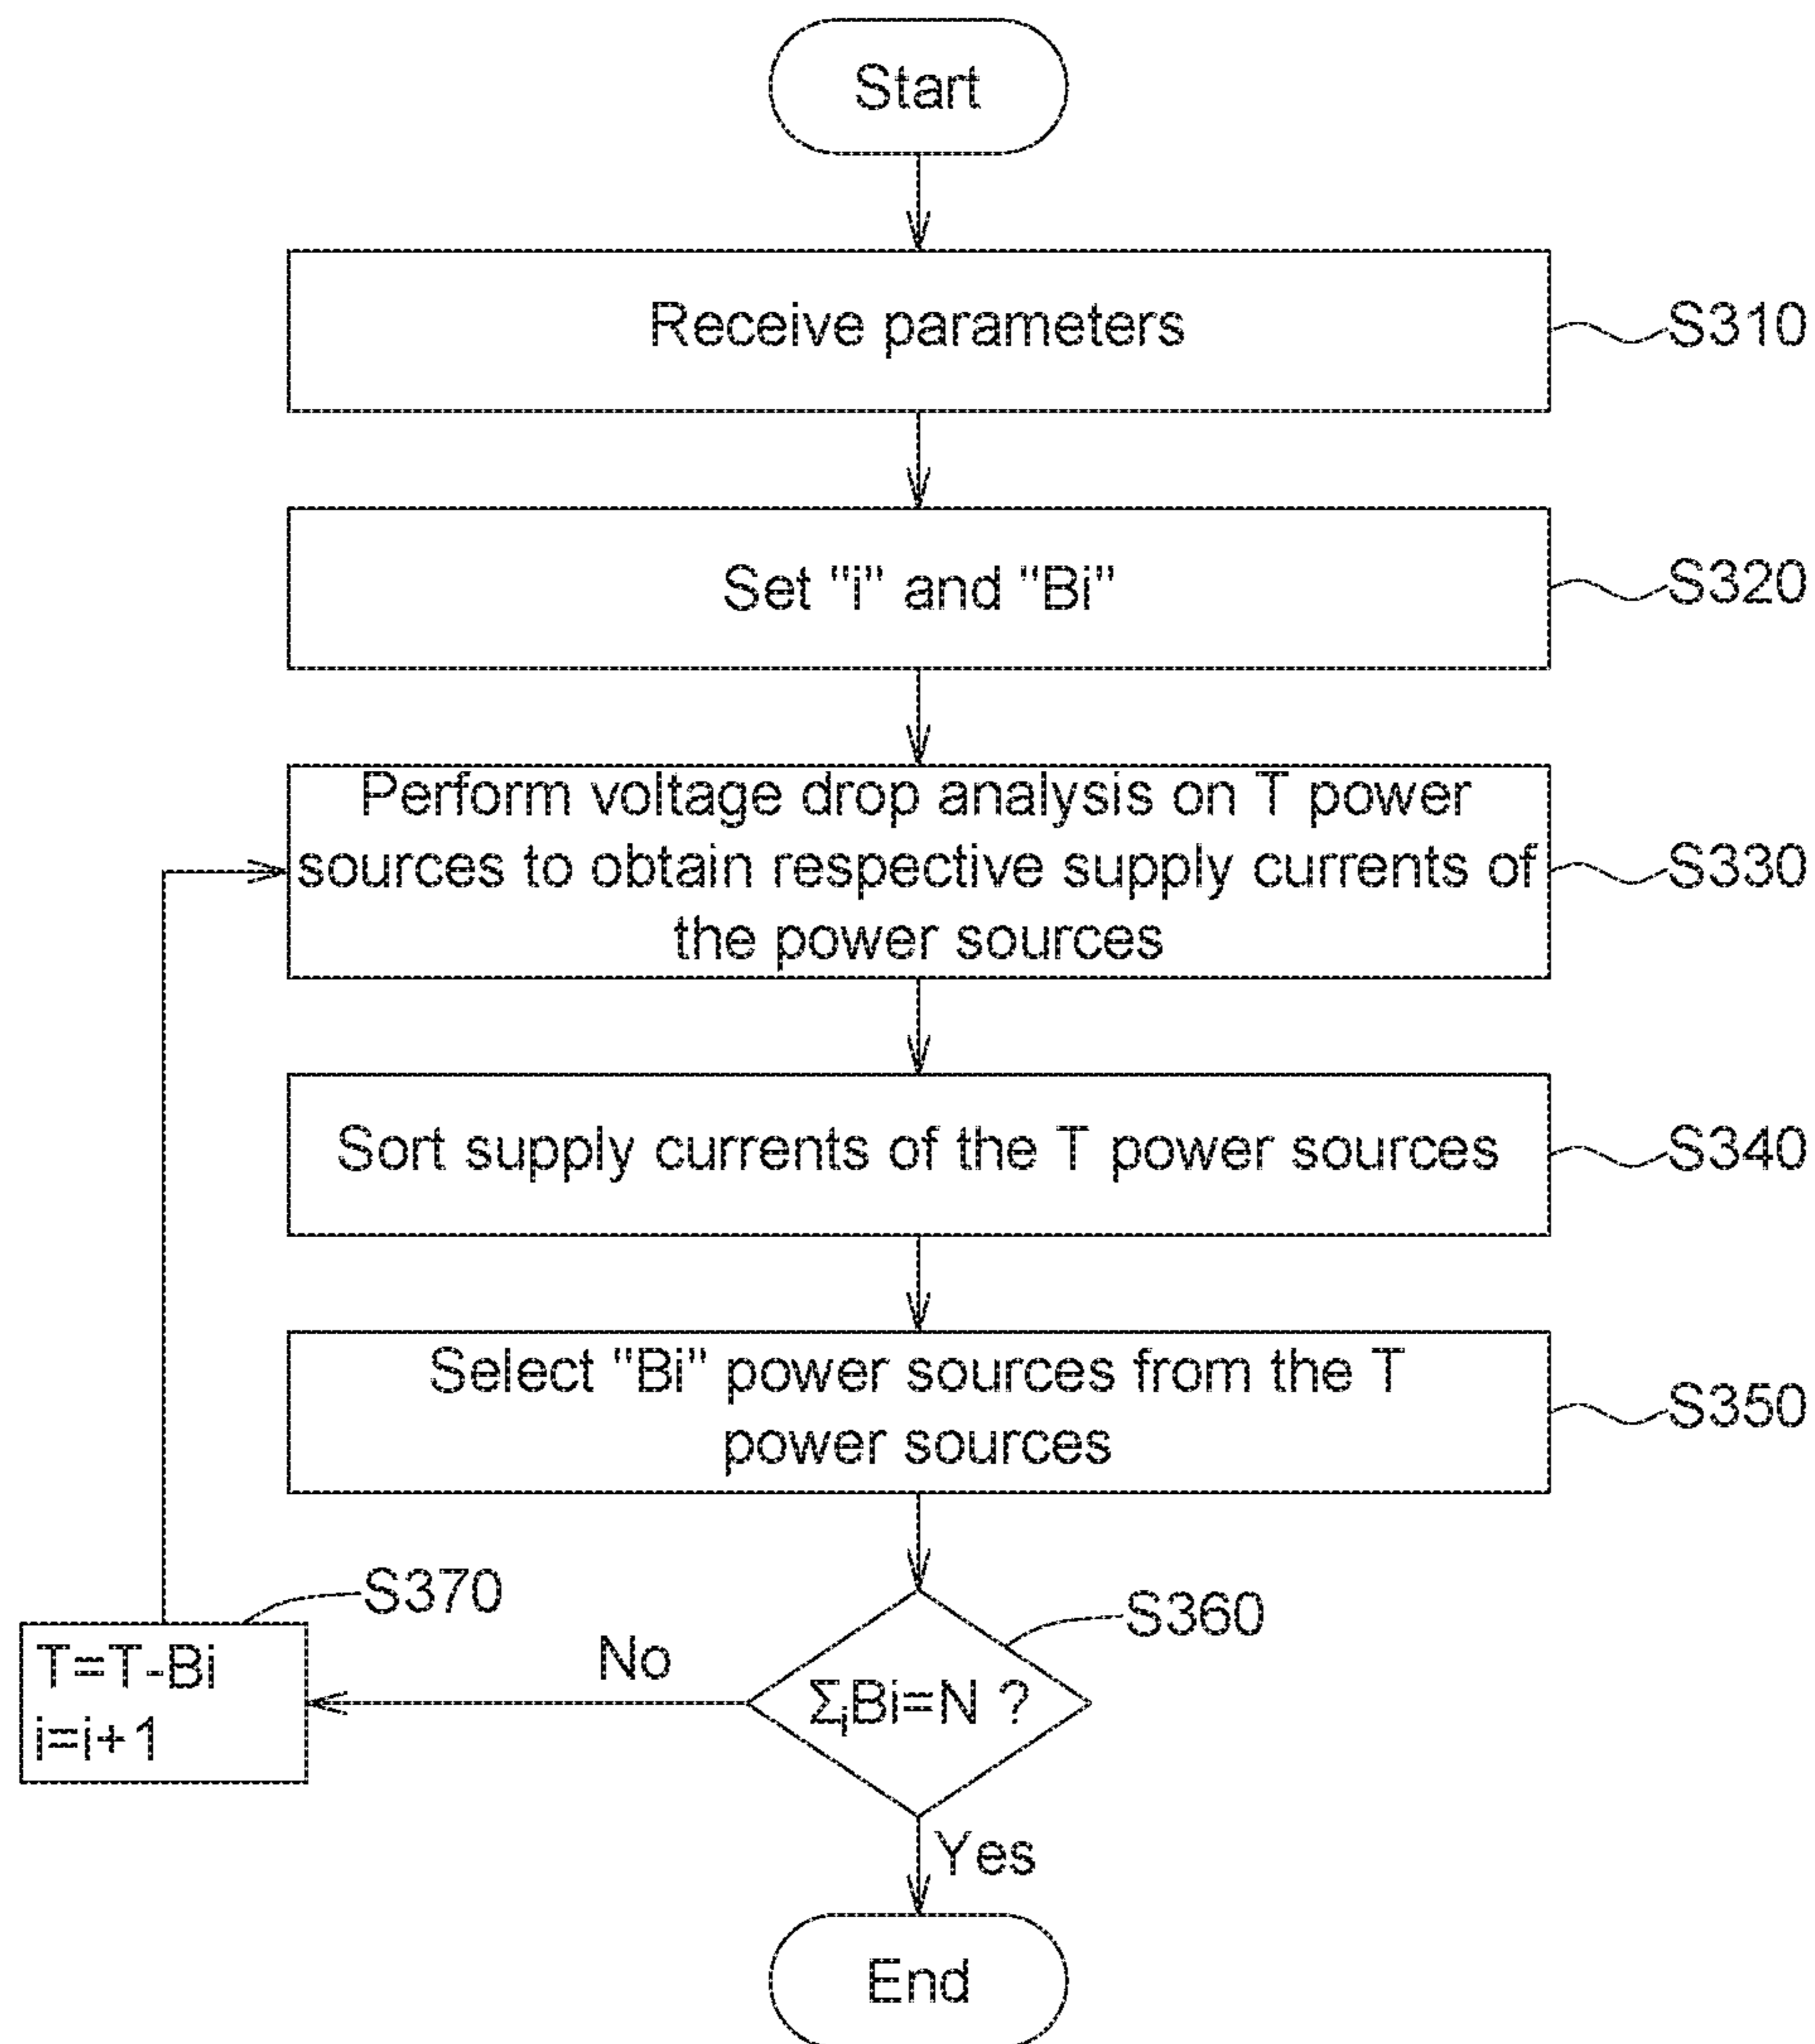 Start
Receive parameters
S310
Set "i" and "Bi"
S320
Perform voltage drop analysis on T power
sources to obtain respective supply currents of
the power sources
S330
Sort supply currents of the T power sources
S340
Select "Bi" power sources from the T
power sources
S350
S370
T=T-Bi
i=i+1
No
S360
ΣᵢBi=N ?
Yes
End